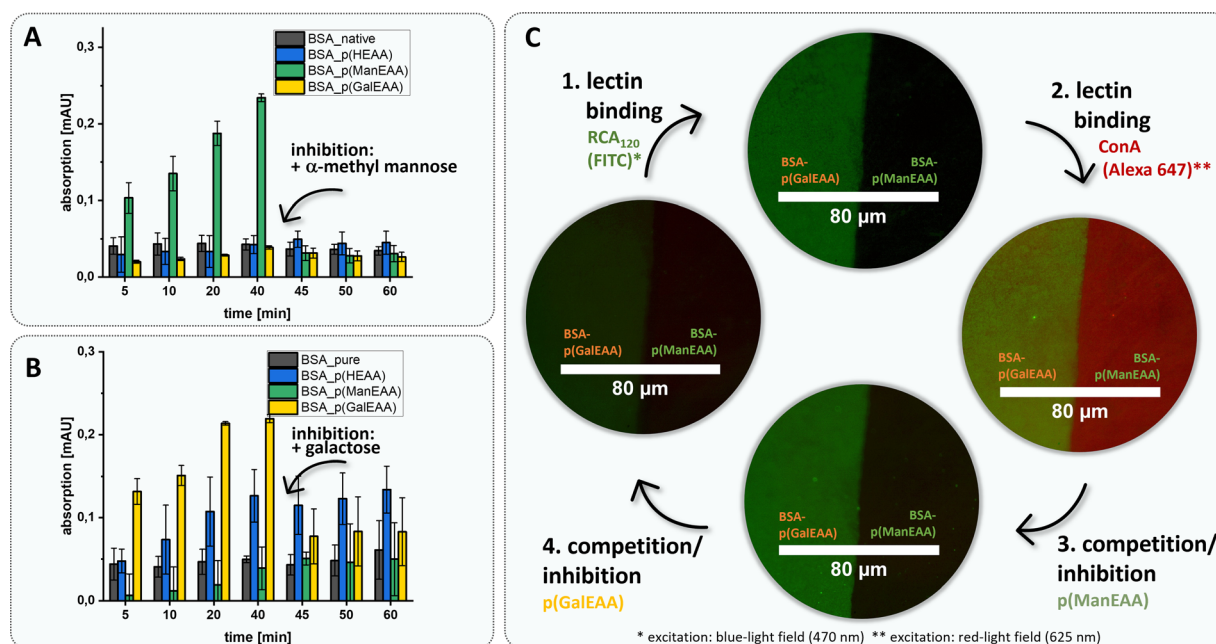 A
0,3
0,2
0,1
0,0
absorption [mAU]
BSA_native
BSA_p(HEAA)
BSA_p(ManEAA)
BSA_p(GalEAA)
inhibition:
+ α-methyl mannose
5 10 20 40 45 50 60
time [min]
B
0,3
0,2
0,1
0,0
absorption [mAU]
BSA_pure
BSA_p(HEAA)
BSA_p(ManEAA)
BSA_p(GalEAA)
inhibition:
+ galactose
5 10 20 40 45 50 60
time [min]
C
1. lectin
binding
RCA₁₂₀
(FITC)*
BSA-
p(GalEAA)
BSA-
p(ManEAA)
80 µm
2. lectin
binding
ConA
(Alexa 647)**
BSA-
p(GalEAA)
BSA-
p(ManEAA)
80 µm
3. competition/
inhibition
p(ManEAA)
BSA-
p(GalEAA)
BSA-
p(ManEAA)
80 µm
4. competition/
inhibition
p(GalEAA)
BSA-
p(GalEAA)
BSA-
p(ManEAA)
80 µm
* excitation: blue-light field (470 nm) ** excitation: red-light field (625 nm)